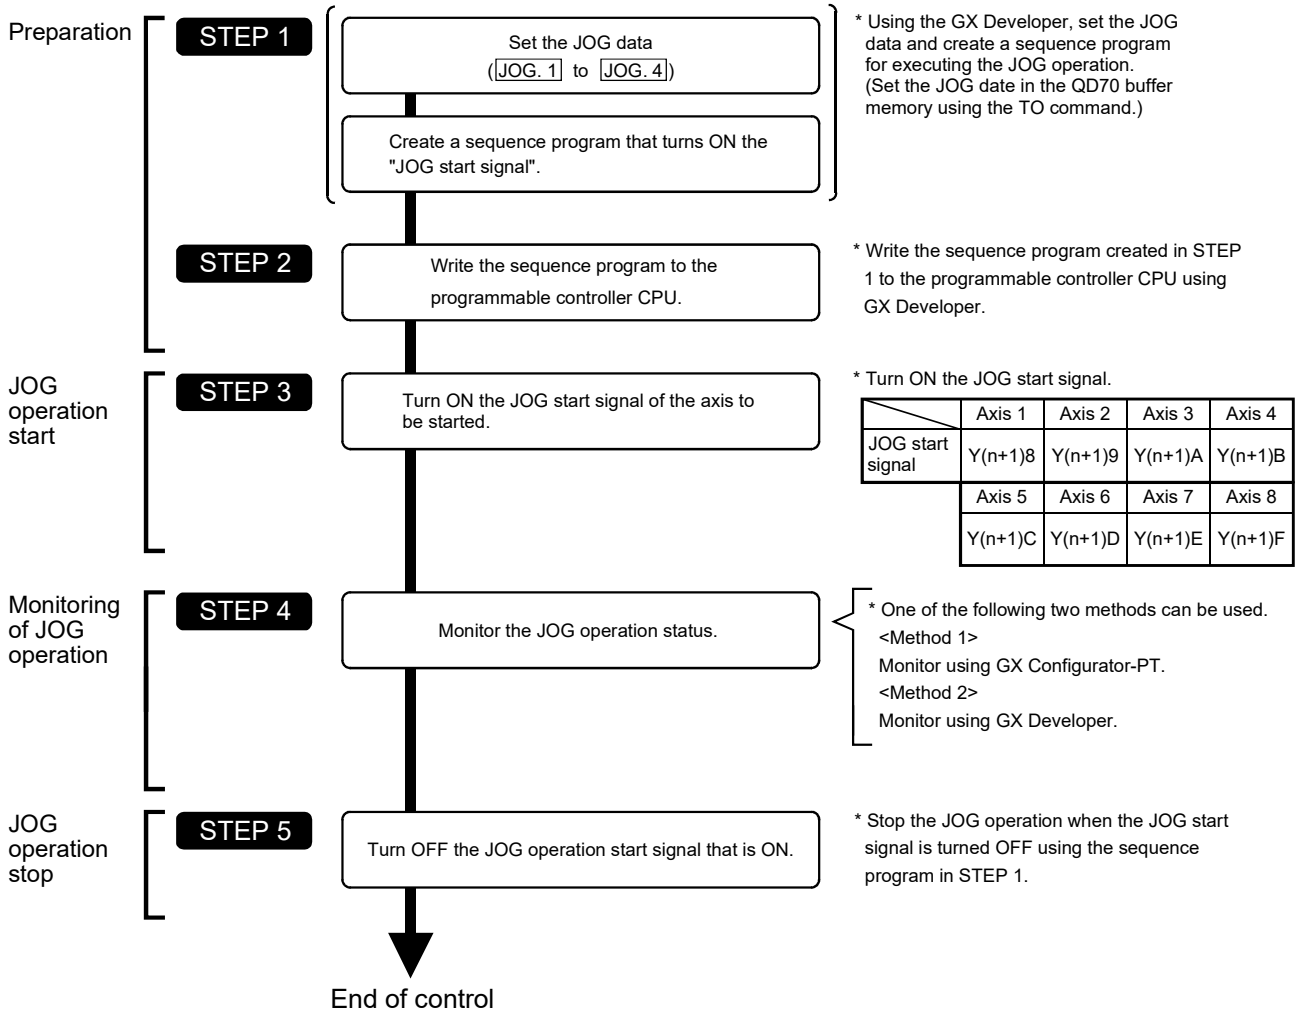 Preparation
STEP 1
Set the JOG data
( JOG. 1 to JOG. 4 )
Create a sequence program that turns ON the
"JOG start signal".
* Using the GX Developer, set the JOG
data and create a sequence program
for executing the JOG operation.
(Set the JOG date in the QD70 buffer
memory using the TO command.)
STEP 2
Write the sequence program to the
programmable controller CPU.
* Write the sequence program created in STEP
1 to the programmable controller CPU using
GX Developer.
JOG
operation
start
STEP 3
Turn ON the JOG start signal of the axis to
be started.
* Turn ON the JOG start signal.
Axis 1 Axis 2 Axis 3 Axis 4
JOG start
signal
Y(n+1)8 Y(n+1)9 Y(n+1)A Y(n+1)B
Axis 5 Axis 6 Axis 7 Axis 8
Y(n+1)C Y(n+1)D Y(n+1)E Y(n+1)F
Monitoring
of JOG
operation
STEP 4
Monitor the JOG operation status.
* One of the following two methods can be used.
<Method 1>
Monitor using GX Configurator-PT.
<Method 2>
Monitor using GX Developer.
JOG
operation
stop
STEP 5
Turn OFF the JOG operation start signal that is ON.
* Stop the JOG operation when the JOG start
signal is turned OFF using the sequence
program in STEP 1.
End of control